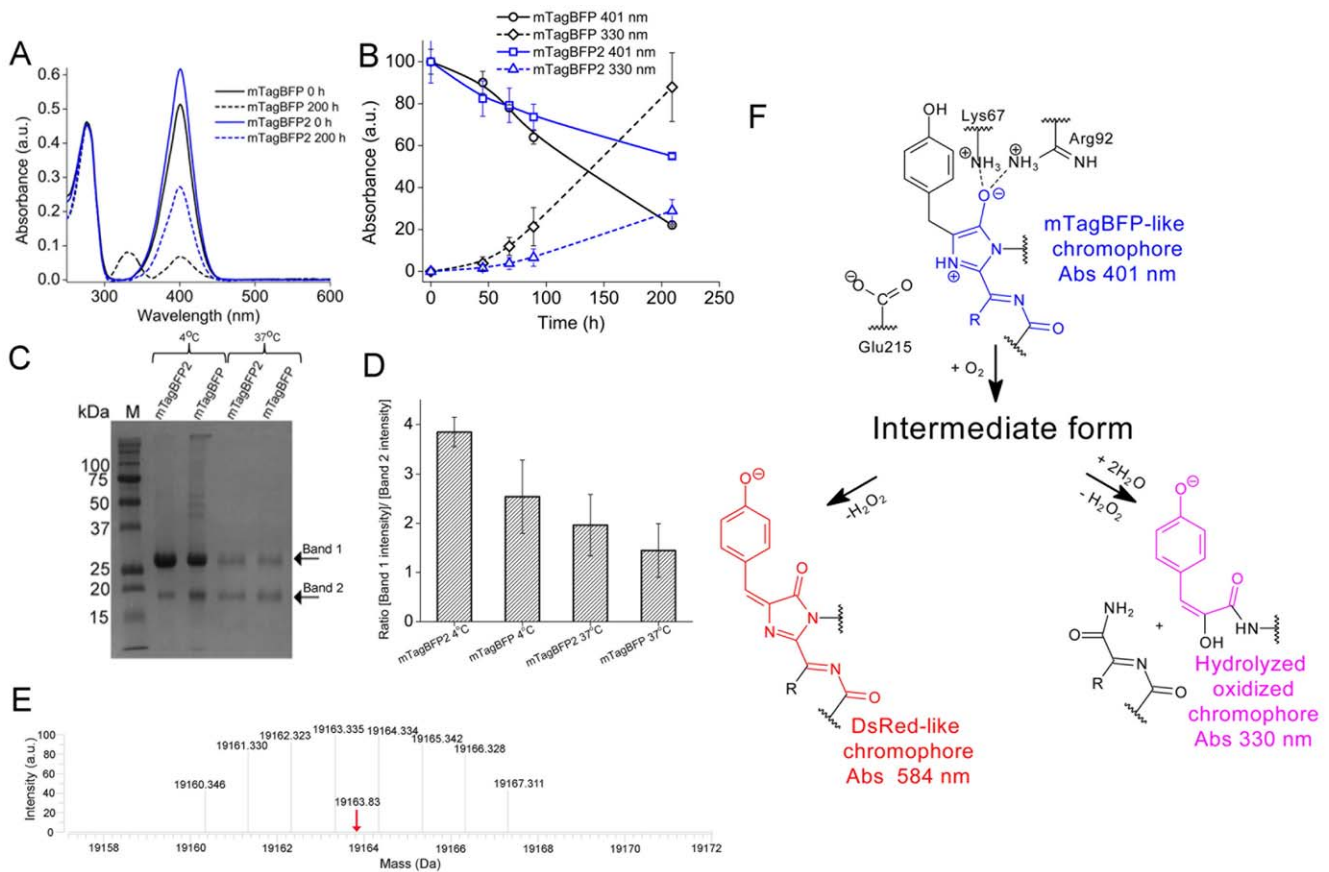 A
0.6
0.5
0.4
0.3
0.2
0.1
0.0
Absorbance (a.u.)
mTagBFP 0 h
mTagBFP 200 h
mTagBFP2 0 h
mTagBFP2 200 h
300
400
500
600
Wavelength (nm)
B
mTagBFP 401 nm
mTagBFP 330 nm
mTagBFP2 401 nm
mTagBFP2 330 nm
100
80
60
40
20
0
Absorbance (a.u.)
0
50
100
150
200
250
Time (h)
C
4°C
37°C
mTagBFP2
mTagBFP
mTagBFP2
mTagBFP
kDa
M
100
75
50
37
25
20
15
Band 1
Band 2
D
Ratio [Band 1 intensity]/ [Band 2 intensity]
4
3
2
1
0
mTagBFP2 4°C
mTagBFP 4°C
mTagBFP2 37°C
mTagBFP 37°C
E
Intensity (a.u.)
100
80
60
40
20
0
19160.346
19161.330
19162.323
19163.335
19164.334
19165.342
19166.328
19167.311
19163.83
19158
19160
19162
19164
19166
19168
19170
19172
Mass (Da)
F
OH
Lys67
Arg92
⊕NH₃
⊕NH₃
NH
O⊖
N
HN⊕
N
R
O
⊖O
C
O
Glu215
mTagBFP-like
chromophore
Abs 401 nm
+ O₂
Intermediate form
-H₂O₂
+ 2H₂O
- H₂O₂
O⊖
O
N
N
N
R
O
DsRed-like
chromophore
Abs 584 nm
O⊖
O
HN
OH
+
NH₂
O
N
R
O
Hydrolyzed
oxidized
chromophore
Abs 330 nm